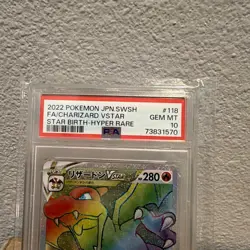 2022 POKEMON JPN.SWSH #118
FA/CHARIZARD VSTAR GEM MT
STAR BIRTH-HYPER RARE 10
PSA 73831570
リザードンVSTAR 280